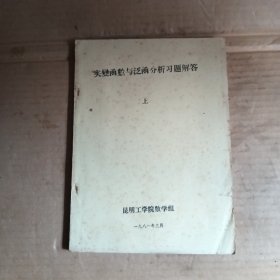 实变函数与泛函分析习题解答
上
昆明工学院数学组
一九八一年三月